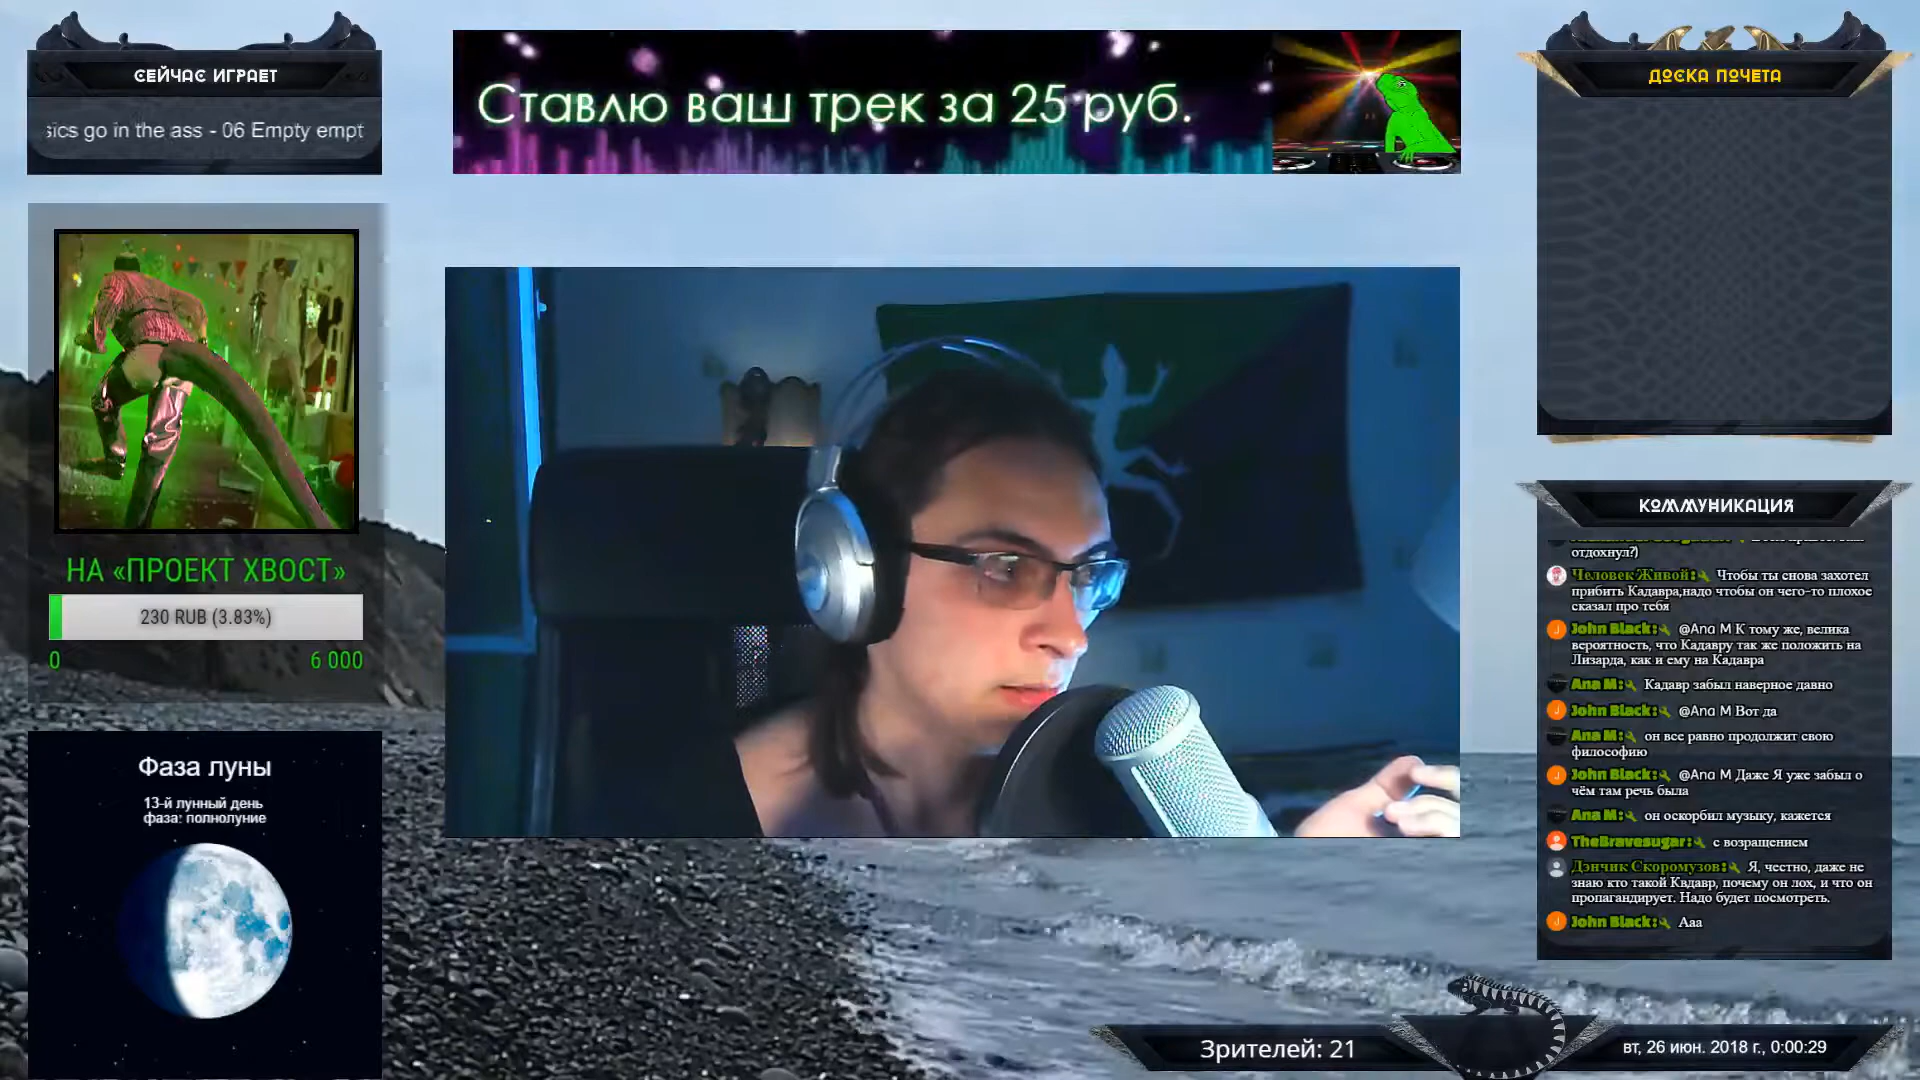 СЕЙЧАС ИГРАЕТ
sics go in the ass - 06 Empty empt
Ставлю ваш трек за 25 руб.
ДОСКА ПОЧЕТА
НА «ПРОЕКТ ХВОСТ»
230 RUB (3.83%)
0
6 000
Фаза луны
13-й лунный день
фаза: полнолуние
КОММУНИКАЦИЯ
отдохнул?)
Человек Живой: Чтобы ты снова захотел
прибить Кадавра,надо чтобы он чего-то плохое
сказал про тебя
John Black: @Ana M К тому же, велика
вероятность, что Кадавру так же положить на
Лизарда, как и ему на Кадавра
Ana M: Кадавр забыл наверное давно
John Black: @Ana M Вот да
Ana M: он все равно продолжит свою
философию
John Black: @Ana M Даже Я уже забыл о
чём там речь была
Ana M: он оскорбил музыку, кажется
TheBravesugar: с возращением
Дэнчик Скоромузов: Я, честно, даже не
знаю кто такой Квдавр, почему он лох, и что он
пропагандирует. Надо будет посмотреть.
John Black: Ааа
Зрителей: 21
вт, 26 июн. 2018 г., 0:00:29